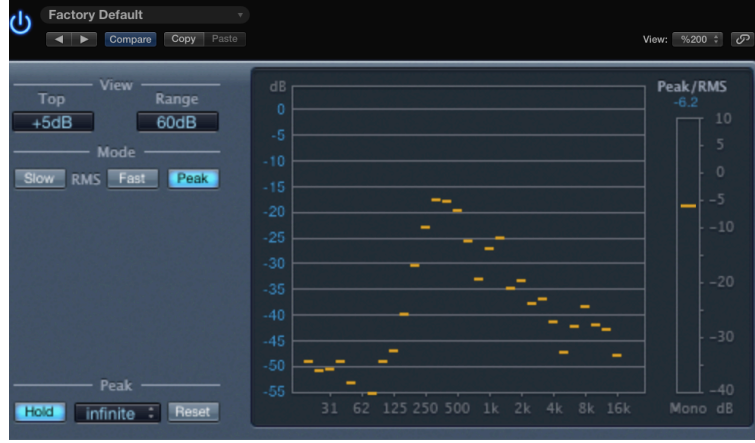 Factory Default
Compare Copy Paste
View: %200
View
Top Range
+5dB 60dB
Mode
Slow RMS Fast Peak
Peak
Hold infinite Reset
dB
0
-5
-10
-15
-20
-25
-30
-35
-40
-45
-50
-55
31 62 125 250 500 1k 2k 4k 8k 16k
Peak/RMS
-6.2
10
5
0
-5
-10
-20
-30
-40
Mono dB